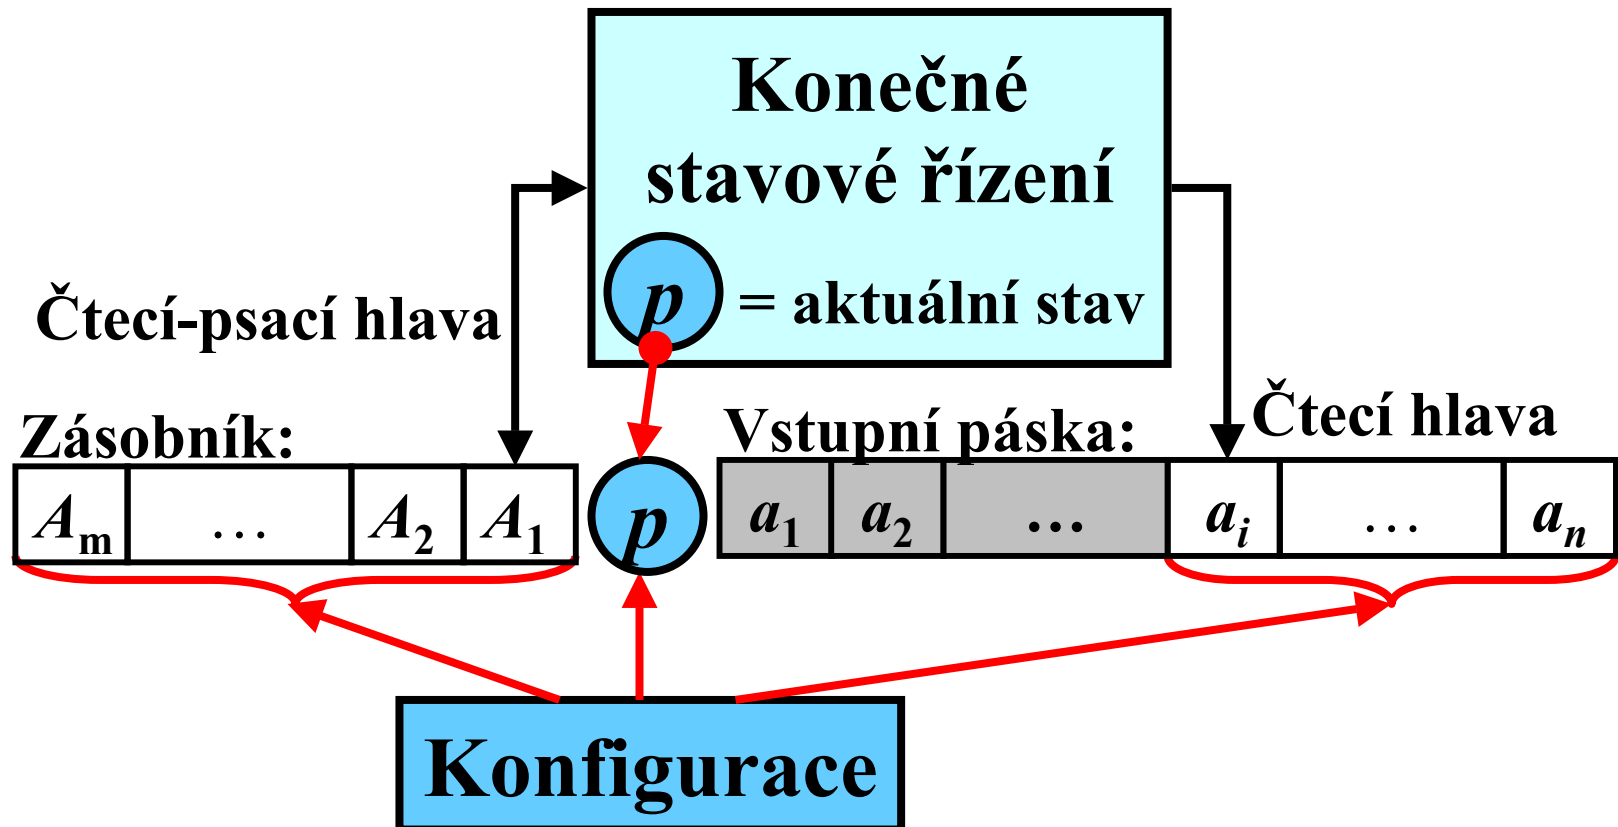 Konečné
stavové řízení
p = aktuální stav
Čtecí-psací hlava
Čtecí hlava
Zásobník:
Vstupní páska:
Aₘ … A₂ A₁ p a₁ a₂ … aᵢ … aₙ
Konfigurace